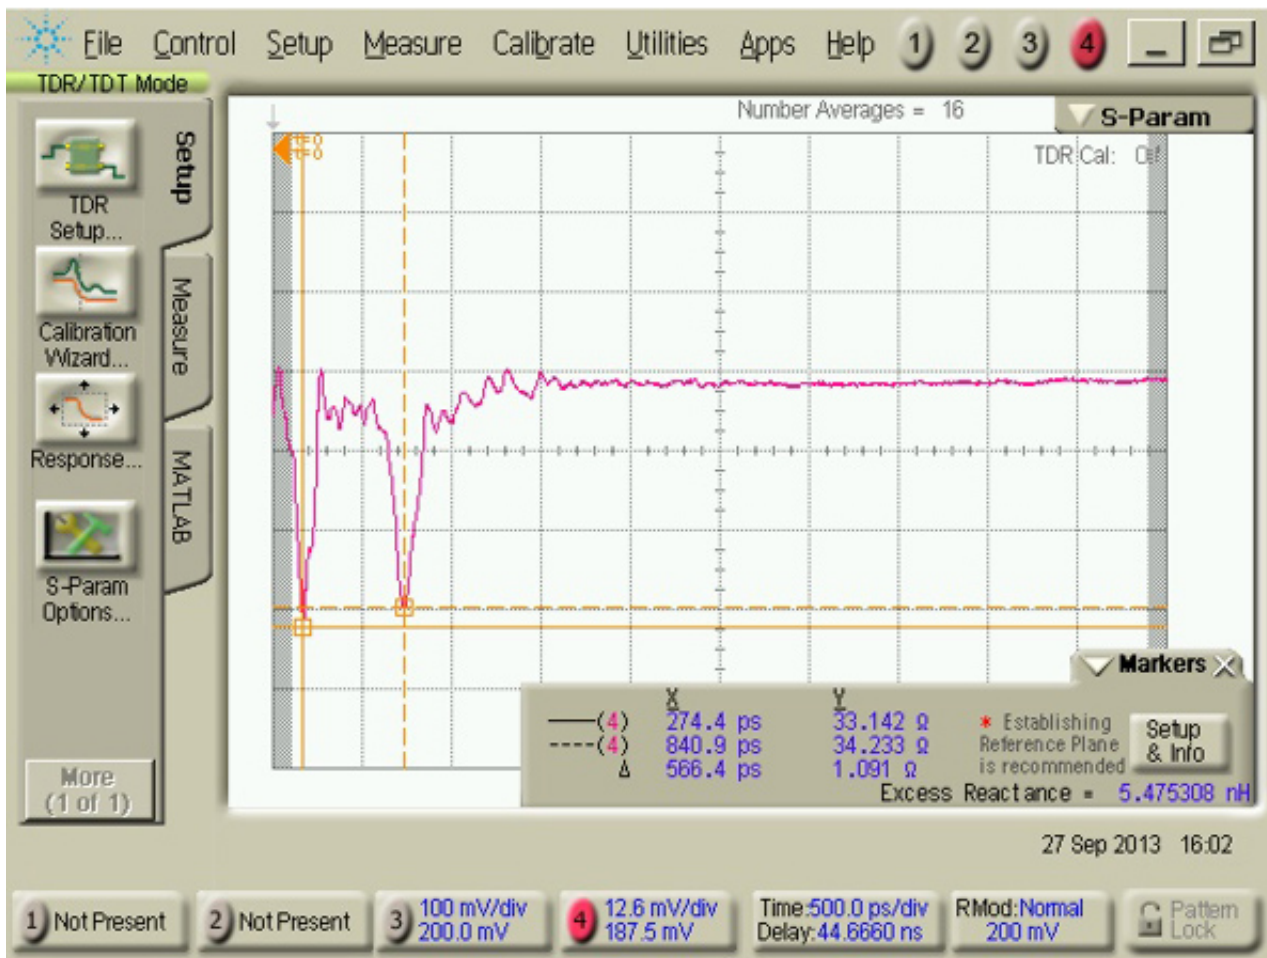 File Control Setup Measure Calibrate Utilities Apps Help 1 2 3 4
TDR/TDT Mode
Number Averages = 16
S-Param
TDR Cal: Off
t=0
t=0
Setup
Measure
MATLAB
TDR
Setup...
Calibration
Wizard...
Response...
S-Param
Options...
More
(1 of 1)
Markers
X Y
(4) 274.4 ps 33.142 Ω
(4) 840.9 ps 34.233 Ω
Δ 566.4 ps 1.091 Ω
* Establishing
Reference Plane
is recommended
Setup
& Info
Excess Reactance = 5.475308 nH
27 Sep 2013 16:02
1 Not Present
2 Not Present
3 100 mV/div
200.0 mV
4 12.6 mV/div
187.5 mV
Time:500.0 ps/div
Delay:44.6660 ns
RMod:Normal
200 mV
Pattern
Lock